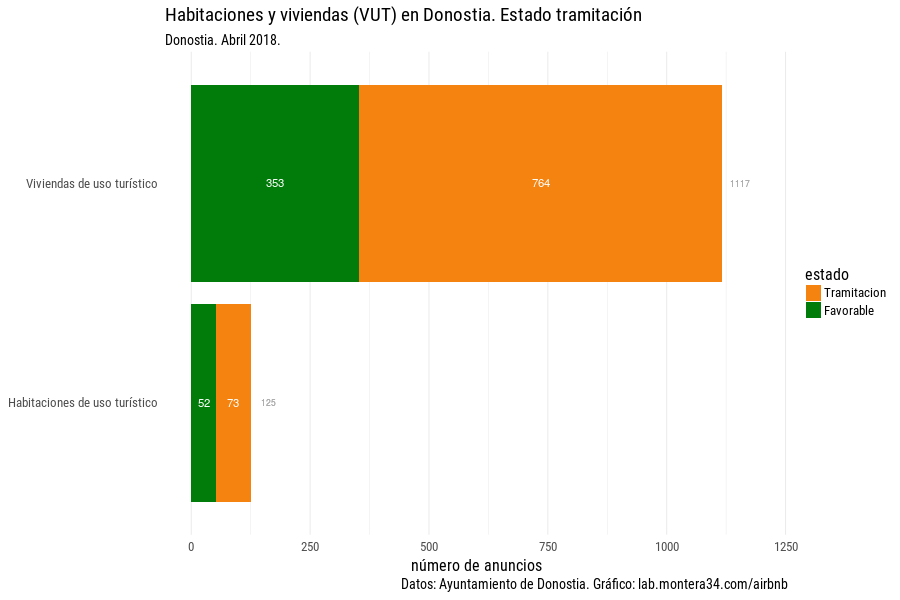 Habitaciones y viviendas (VUT) en Donostia. Estado tramitación
Donostia. Abril 2018.
Viviendas de uso turístico
353
764
1117
estado
Tramitacion
Favorable
Habitaciones de uso turístico
52
73
125
0
250
500
750
1000
1250
número de anuncios
Datos: Ayuntamiento de Donostia. Gráfico: lab.montera34.com/airbnb